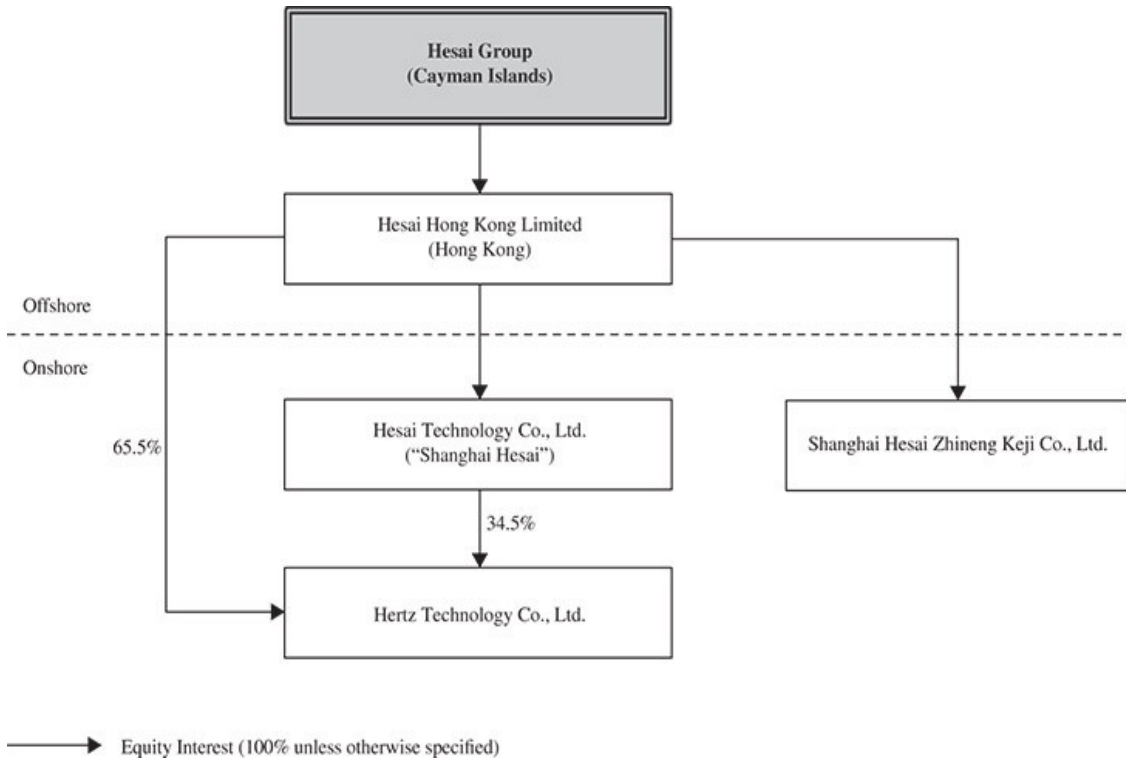 Hesai Group
(Cayman Islands)
Hesai Hong Kong Limited
(Hong Kong)
Offshore
Onshore
Hesai Technology Co., Ltd.
(“Shanghai Hesai”)
Shanghai Hesai Zhineng Keji Co., Ltd.
65.5%
34.5%
Hertz Technology Co., Ltd.
Equity Interest (100% unless otherwise specified)